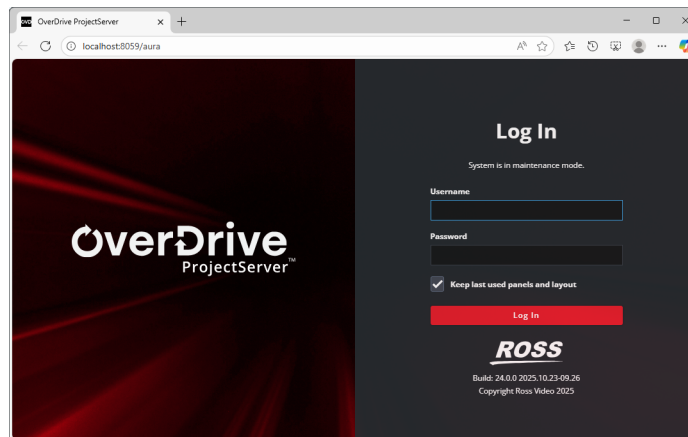 OVD OverDrive ProjectServer
localhost:8059/aura
OverDrive
ProjectServer™
Log In
System is in maintenance mode.
Username
Password
Keep last used panels and layout
Log In
ROSS
Build: 24.0.0 2025.10.23-09.26
Copyright Ross Video 2025